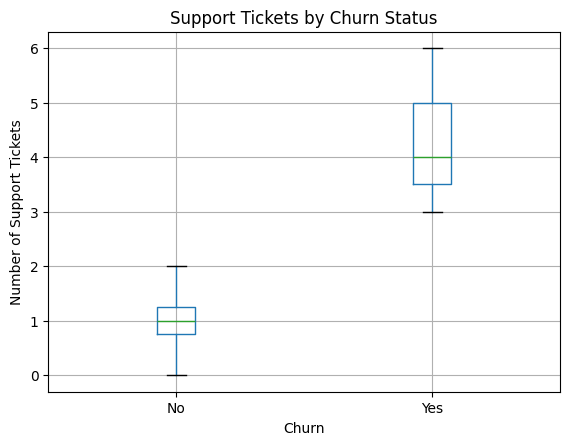 Support Tickets by Churn Status
Number of Support Tickets
6
5
4
3
2
1
0
No Yes
Churn